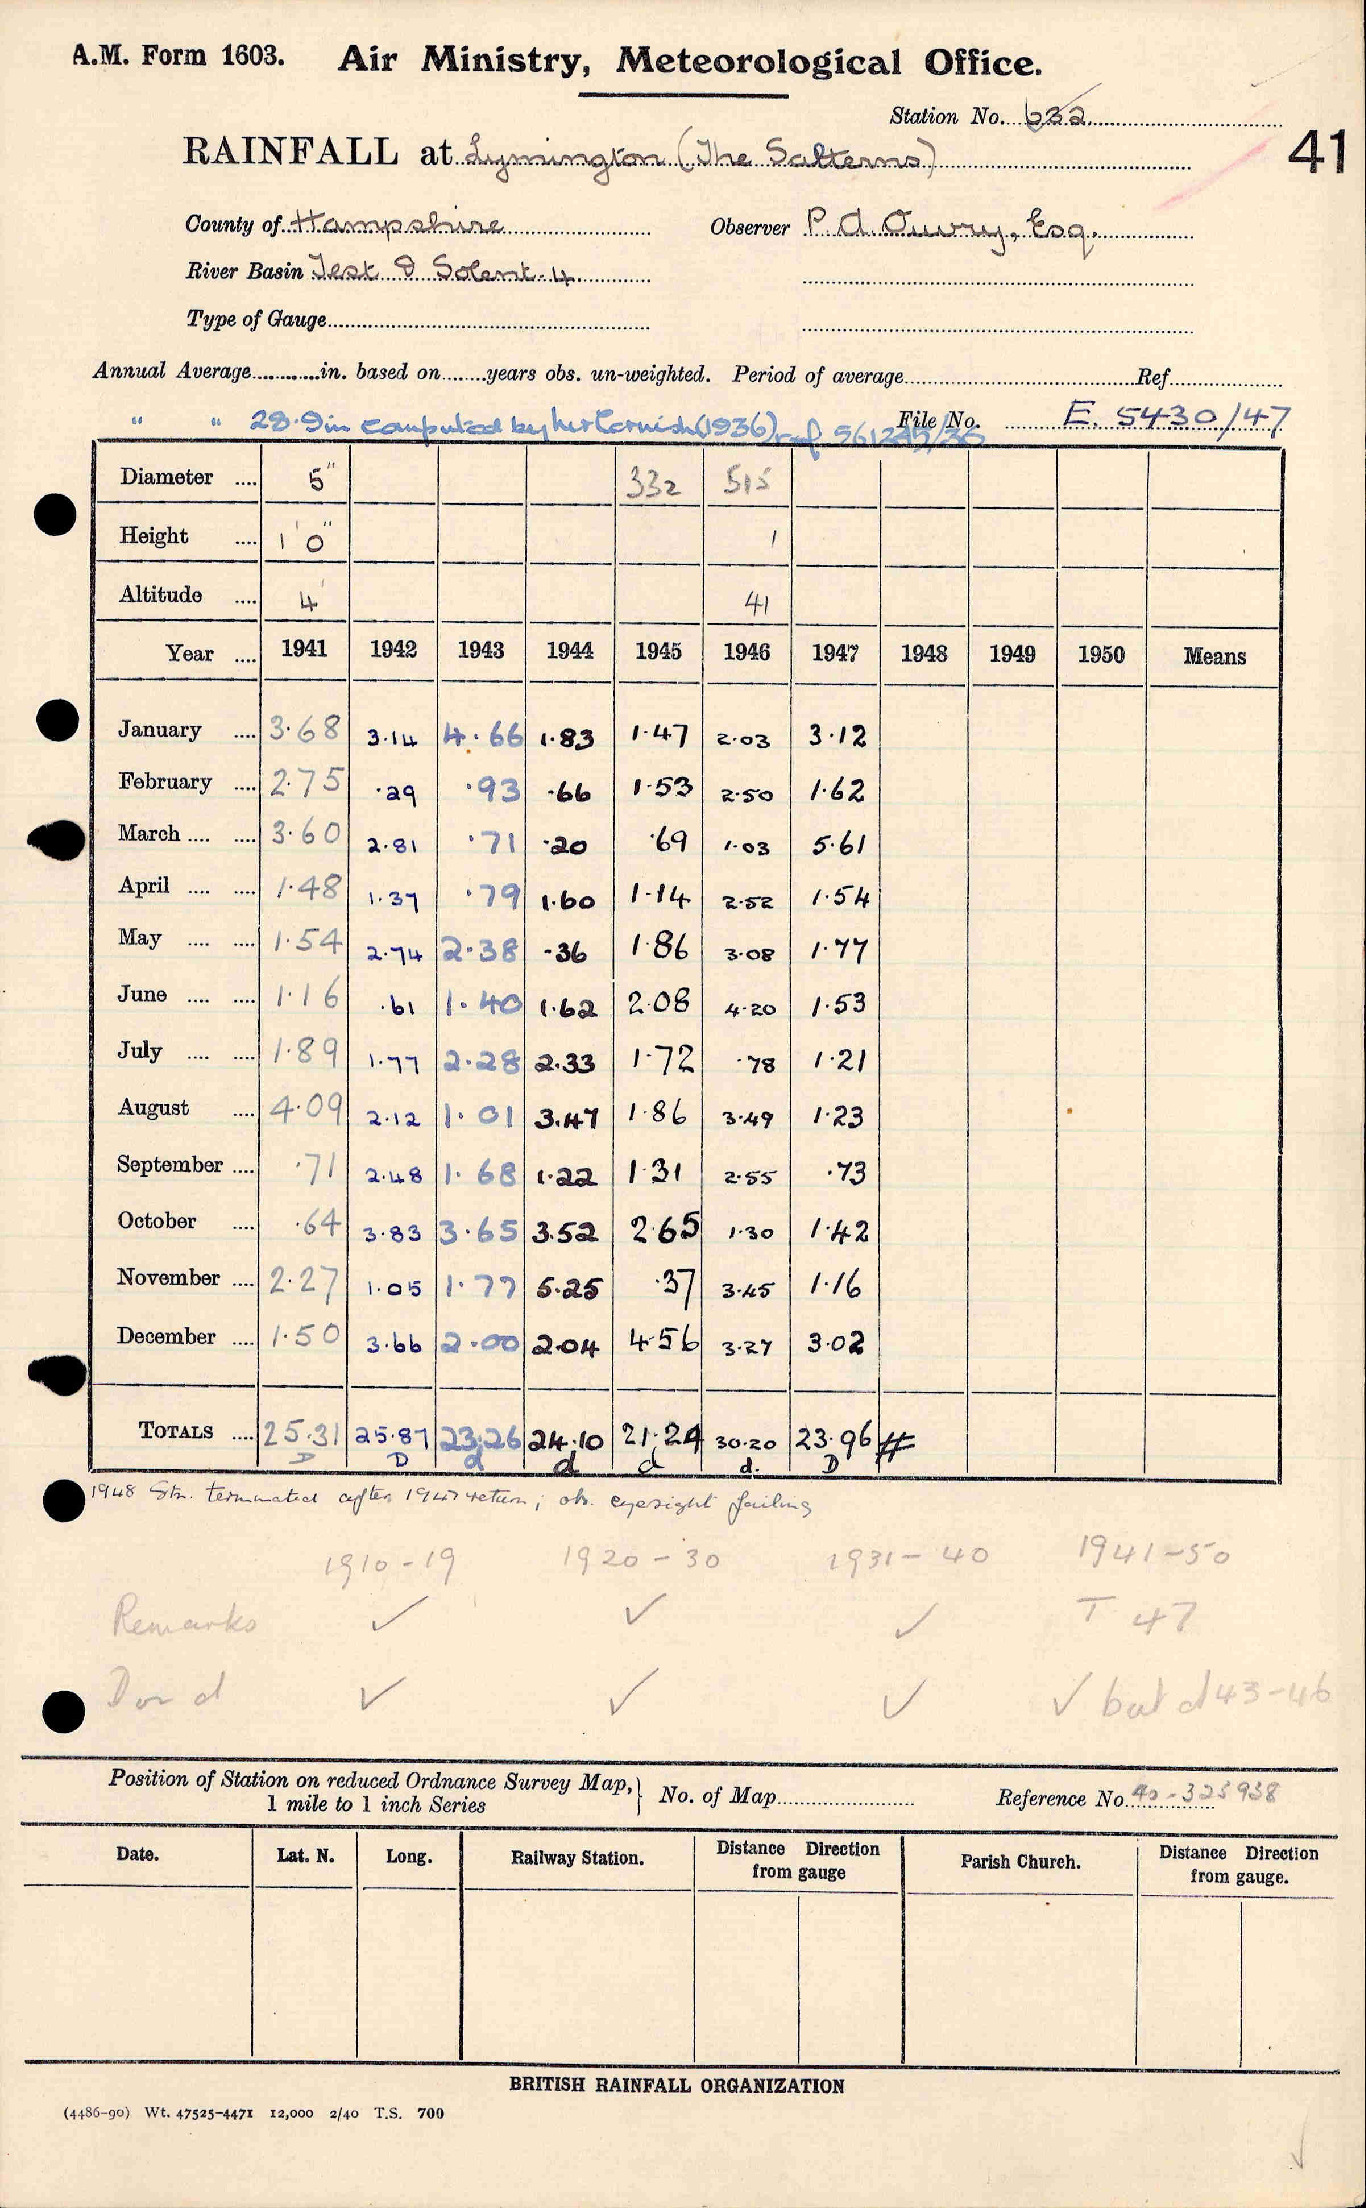 A.M. Form 1603. Air Ministry, Meteorological Office.
Station No. 632
RAINFALL at Lymington (The Salterns)
41
County of Hampshire Observer P. D. Ouvry, Esq.
River Basin Test & Solent. 4
Type of Gauge
Annual Average in. based on years obs. un-weighted. Period of average Ref
" " 28.9 in computed by Mr Cornish (1936) ref 561245/36 File No. E. 5430/47
Diameter .... 5" 332 515
Height .... 1' 0" 1
Altitude .... 4' 41
Year .... 1941 1942 1943 1944 1945 1946 1947 1948 1949 1950 Means
January .... 3.68 3.14 4.66 1.83 1.47 2.03 3.12
February .... 2.75 .29 .93 .66 1.53 2.50 1.62
March .... .... 3.60 2.81 .71 .20 .69 1.03 5.61
April .... .... 1.48 1.37 .79 1.60 1.14 2.52 1.54
May .... .... 1.54 2.74 2.38 .36 1.86 3.08 1.77
June .... .... 1.16 .61 1.40 1.62 2.08 4.20 1.53
July .... .... 1.89 1.77 2.28 2.33 1.72 .78 1.21
August .... 4.09 2.12 1.01 3.47 1.86 3.49 1.23
September .... .71 2.48 1.68 1.22 1.31 2.55 .73
October .... .64 3.83 3.65 3.52 2.65 1.30 1.42
November .... 2.27 1.05 1.77 5.25 .37 3.45 1.16
December .... 1.50 3.66 2.00 2.04 4.56 3.27 3.02
TOTALS .... 25.31 25.87 23.26 24.10 21.24 30.20 23.96 #
D D d d d d. D
1948 Stn. terminated after 1947 return; obs. eyesight failing
1910-19 1920-30 1931-40 1941-50
Remarks ✓ ✓ ✓ T 47
D or d ✓ ✓ ✓ ✓ but d 43-46
Position of Station on reduced Ordnance Survey Map,
1 mile to 1 inch Series
No. of Map Reference No. 40-325938
Date. Lat. N. Long. Railway Station. Distance Direction from gauge Parish Church. Distance Direction from gauge.
BRITISH RAINFALL ORGANIZATION
(4486-90) Wt. 47525-4471 12,000 2/40 T.S. 700